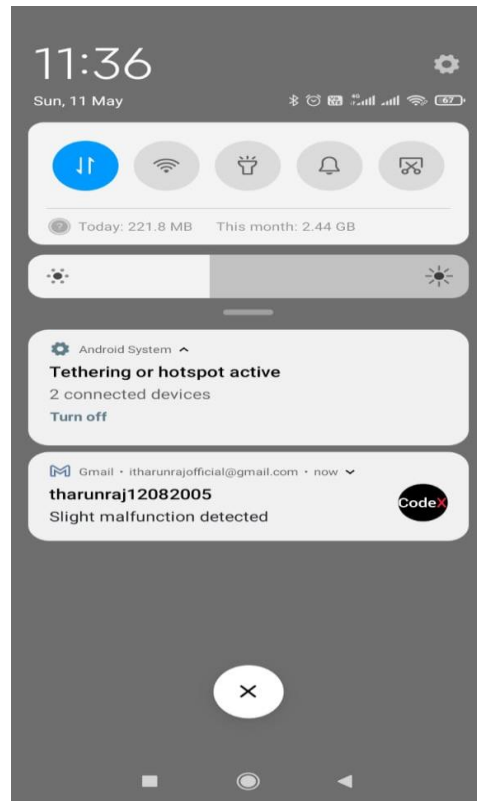 11:36
Sun, 11 May
67
Today: 221.8 MB This month: 2.44 GB
Android System
Tethering or hotspot active
2 connected devices
Turn off
Gmail • itharunrajofficial@gmail.com • now
tharunraj12082005
Slight malfunction detected
CodeX